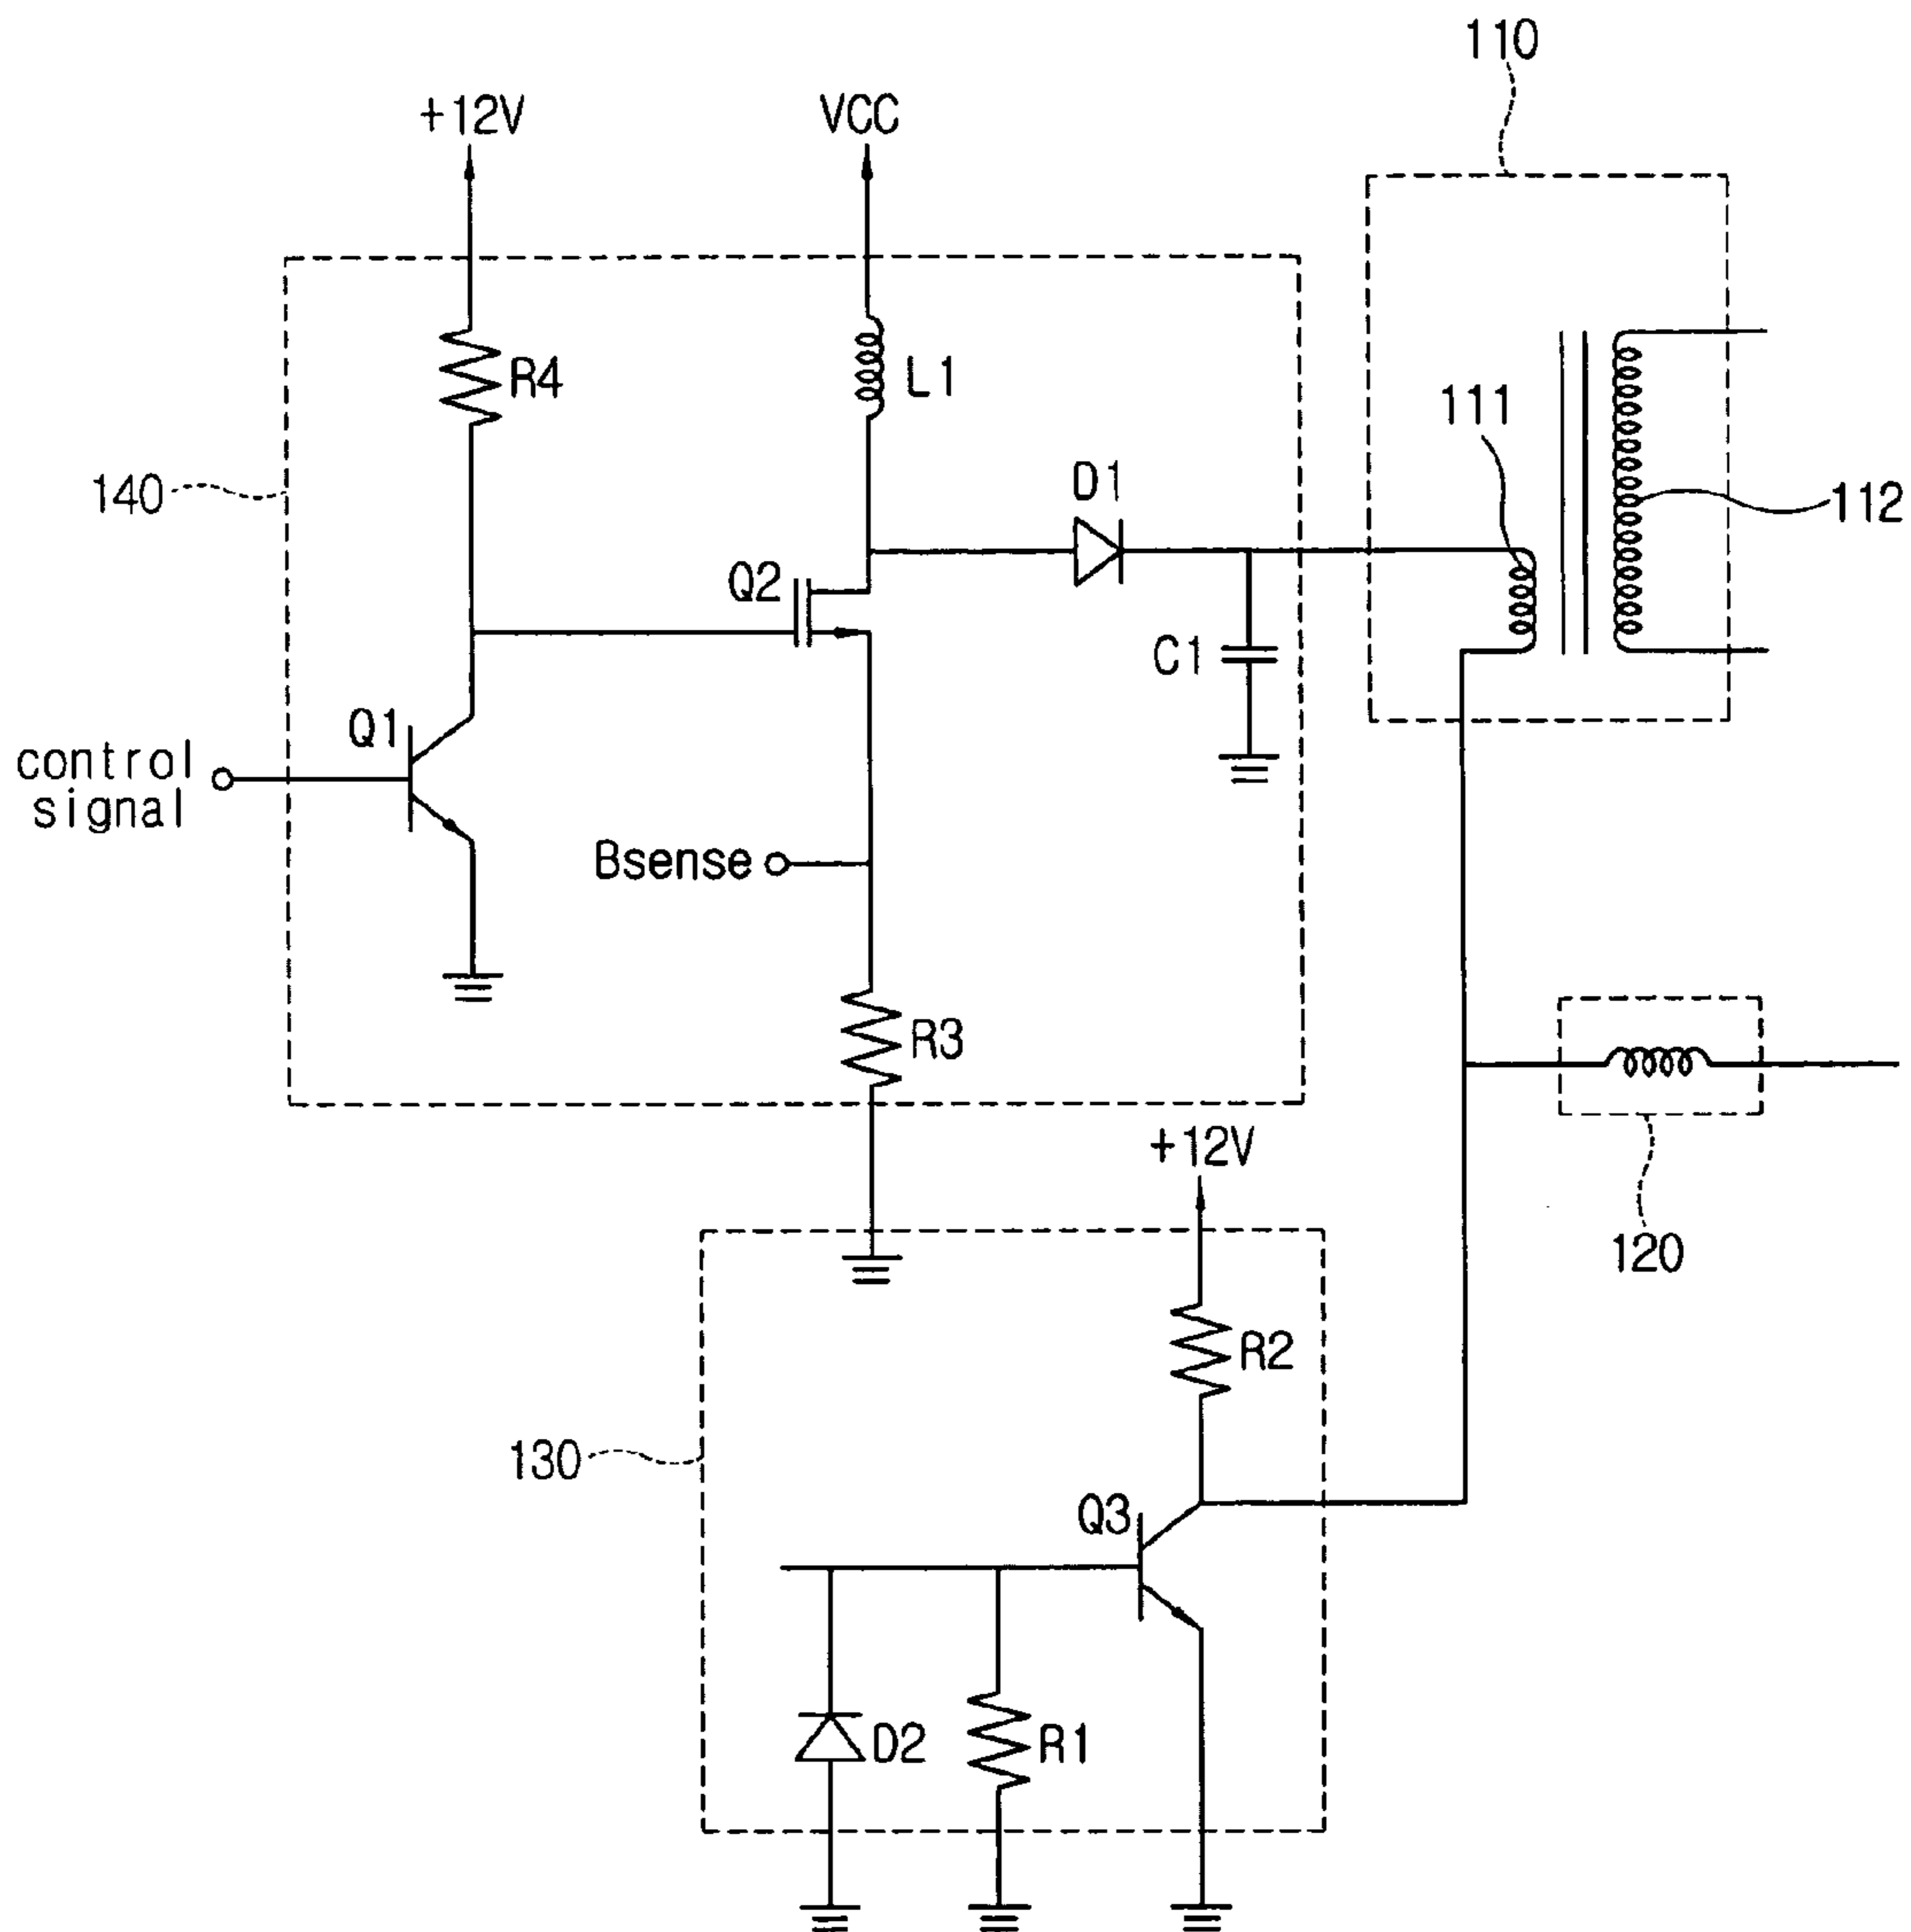 110
+12V
VCC
R4
L1
111
140
D1
112
Q2
C1
Q1
control
signal
Bsense
R3
+12V
120
R2
130
Q3
D2
R1